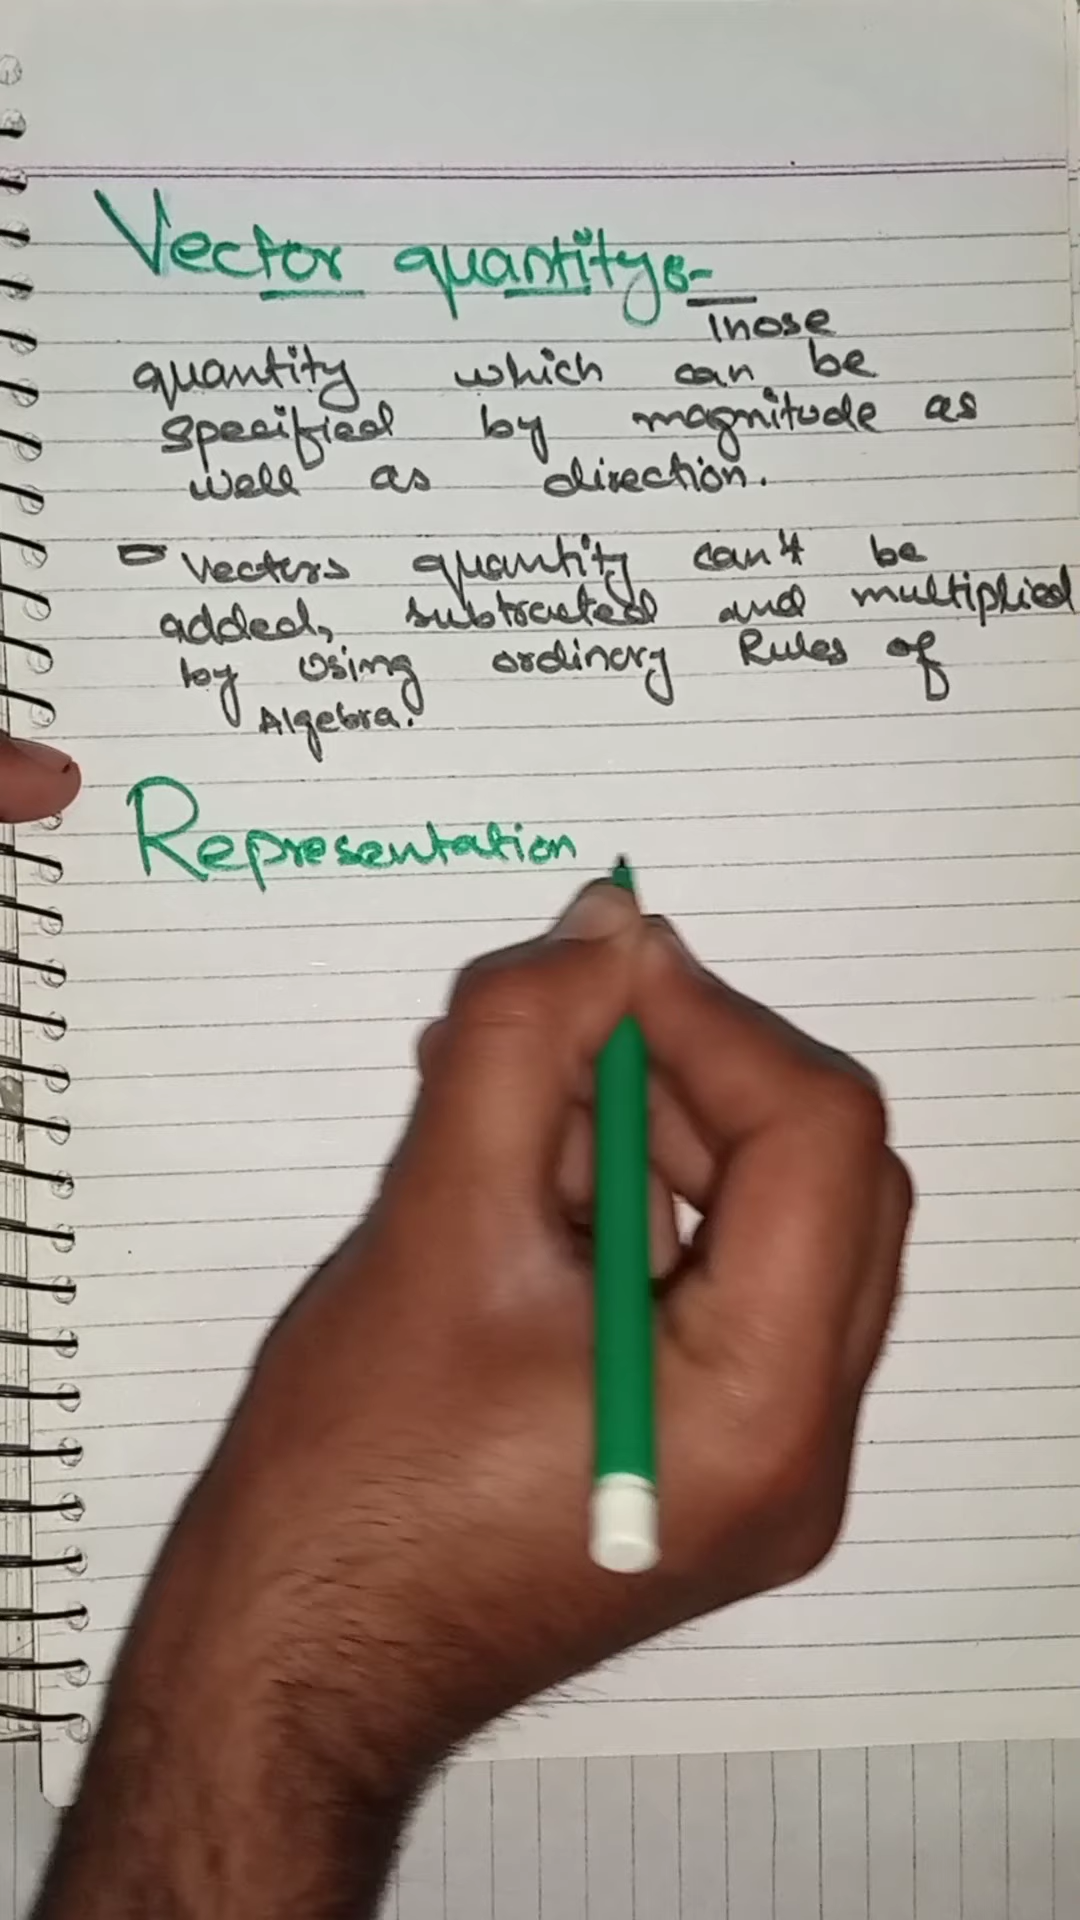 Vector quantity:-
Those
quantity which can be
specified by magnitude as
well as direction.
- Vectors quantity can't be
added, subtracted and multiplied
by using ordinary Rules of
Algebra.
Representation